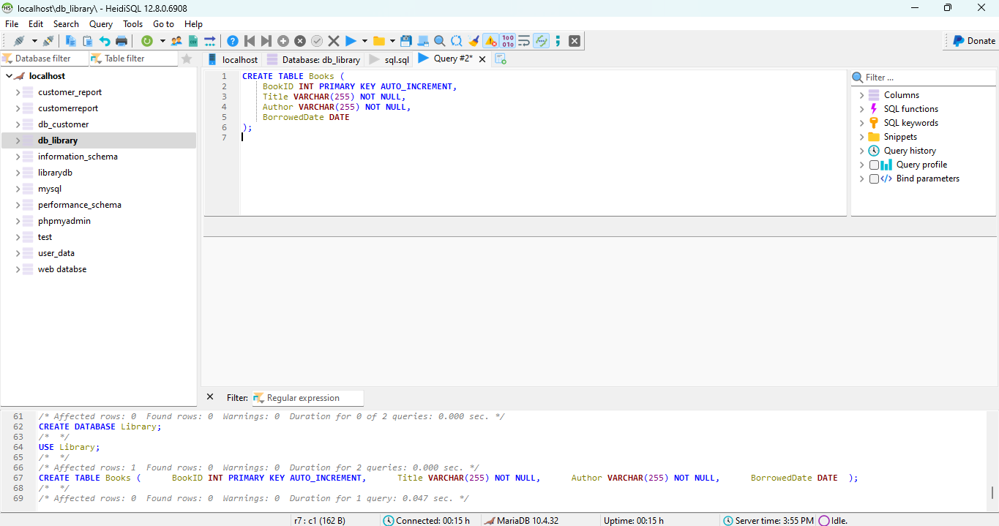 localhost\db_library\ - HeidiSQL 12.8.0.6908
File Edit Search Query Tools Go to Help
Donate
Database filter Table filter
localhost Database: db_library sql.sql Query #2*
localhost
customer_report
customerreport
db_customer
db_library
information_schema
librarydb
mysql
performance_schema
phpmyadmin
test
user_data
web databse
1 CREATE TABLE Books (
2 BookID INT PRIMARY KEY AUTO_INCREMENT,
3 Title VARCHAR(255) NOT NULL,
4 Author VARCHAR(255) NOT NULL,
5 BorrowedDate DATE
6 );
7
Filter ...
Columns
SQL functions
SQL keywords
Snippets
Query history
Query profile
Bind parameters
Filter: Regular expression
61 /* Affected rows: 0 Found rows: 0 Warnings: 0 Duration for 0 of 2 queries: 0.000 sec. */
62 CREATE DATABASE Library;
63 /* */
64 USE Library;
65 /* */
66 /* Affected rows: 1 Found rows: 0 Warnings: 0 Duration for 2 queries: 0.000 sec. */
67 CREATE TABLE Books ( BookID INT PRIMARY KEY AUTO_INCREMENT, Title VARCHAR(255) NOT NULL, Author VARCHAR(255) NOT NULL, BorrowedDate DATE );
68 /* */
69 /* Affected rows: 0 Found rows: 0 Warnings: 0 Duration for 1 query: 0.047 sec. */
r7 : c1 (162 B) Connected: 00:15 h MariaDB 10.4.32 Uptime: 00:15 h Server time: 3:55 PM Idle.